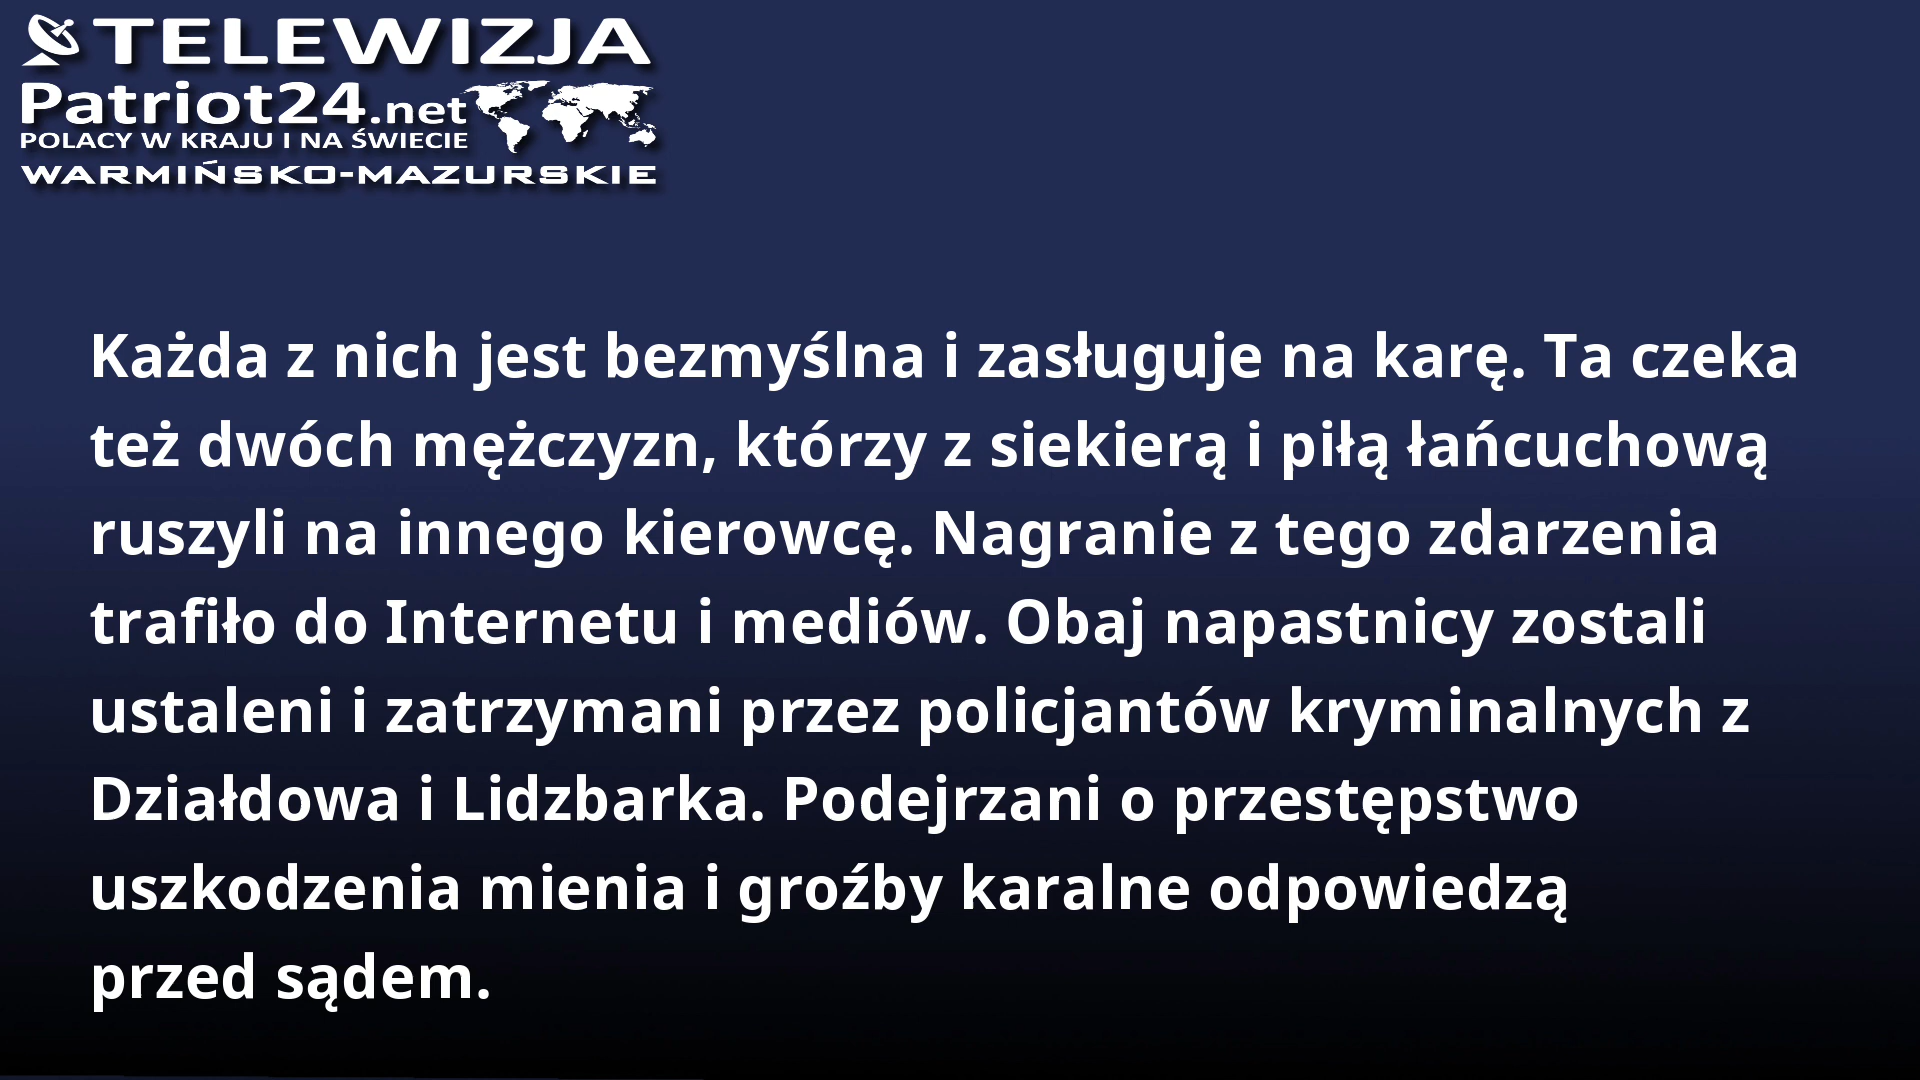 TELEWIZJA
Patriot24.net
POLACY W KRAJU I NA ŚWIECIE
WARMIŃSKO-MAZURSKIE
Każda z nich jest bezmyślna i zasługuje na karę. Ta czeka
też dwóch mężczyzn, którzy z siekierą i piłą łańcuchową
ruszyli na innego kierowcę. Nagranie z tego zdarzenia
trafiło do Internetu i mediów. Obaj napastnicy zostali
ustaleni i zatrzymani przez policjantów kryminalnych z
Działdowa i Lidzbarka. Podejrzani o przestępstwo
uszkodzenia mienia i groźby karalne odpowiedzą
przed sądem.